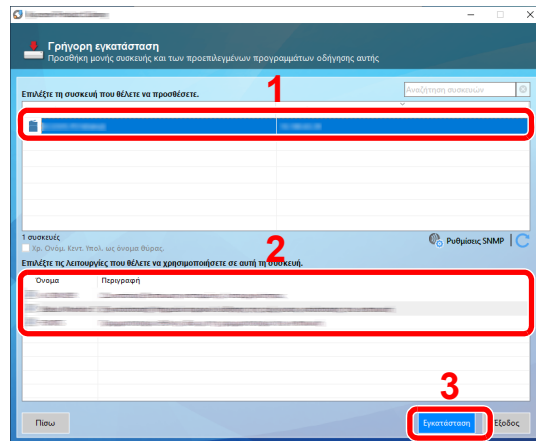 Γρήγορη εγκατάσταση
Προσθήκη μονής συσκευής και των προεπιλεγμένων προγραμμάτων οδήγησης αυτής
1
Επιλέξτε τη συσκευή που θέλετε να προσθέσετε.
Αναζήτηση συσκευών
1 συσκευές
Χρ. Ονόμ. Κεντ. Υπολ. ως όνομα θύρας.
Ρυθμίσεις SNMP
2
Επιλέξτε τις λειτουργίες που θέλετε να χρησιμοποιήσετε σε αυτή τη συσκευή.
Όνομα Περιγραφή
3
Πίσω
Εγκατάσταση
Έξοδος